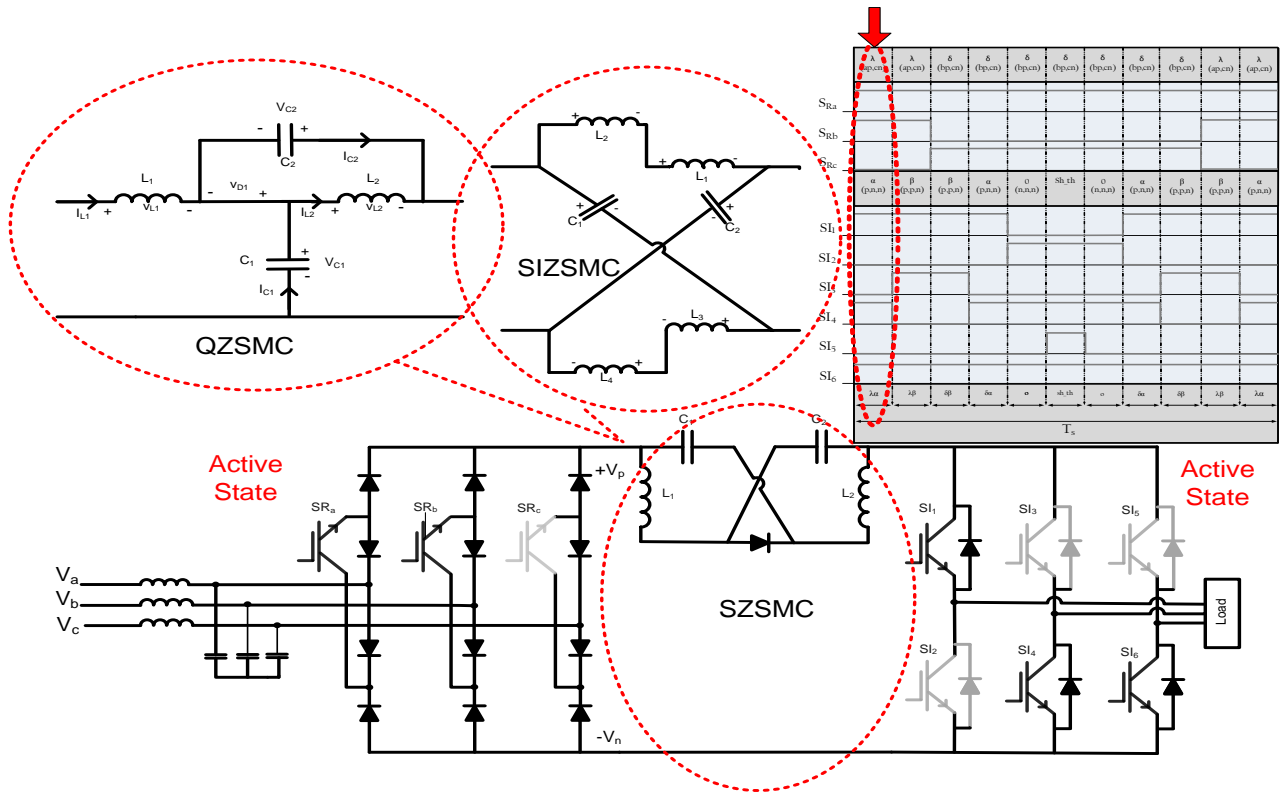 V_C2
- +
C_2 I_C2
L_1 v_D1 L_2
I_L1 + v_L1 - - + I_L2 + v_L2 -
C_1 + - V_C1
I_C1
QZSMC
+ L_2 -
L_1
+ -
C_1 + - + - C_2
SIZSMC
L_3
- +
- L_4 +
λ λ δ δ δ δ δ δ δ λ λ
(ap,cn) (ap,cn) (bp,cn) (bp,cn) (bp,cn) (bp,cn) (bp,cn) (bp,cn) (bp,cn) (ap,cn) (ap,cn)
S_Ra
S_Rb
S_Rc
α β β α O Sh_th O α β β α
(p,n,n) (p,p,n) (p,p,n) (p,n,n) (n,n,n) (n,n,n) (p,n,n) (p,p,n) (p,p,n) (p,n,n)
SI_1
SI_2
SI_3
SI_4
SI_5
SI_6
λα λβ δβ δα o sh_th o δα δβ λβ λα
T_s
Active
State
SR_a SR_b SR_c
+V_p
C_1 C_2
L_1 L_2
SZSMC
V_a
V_b
V_c
-V_n
Active
State
SI_1 SI_3 SI_5
Load
SI_2 SI_4 SI_6